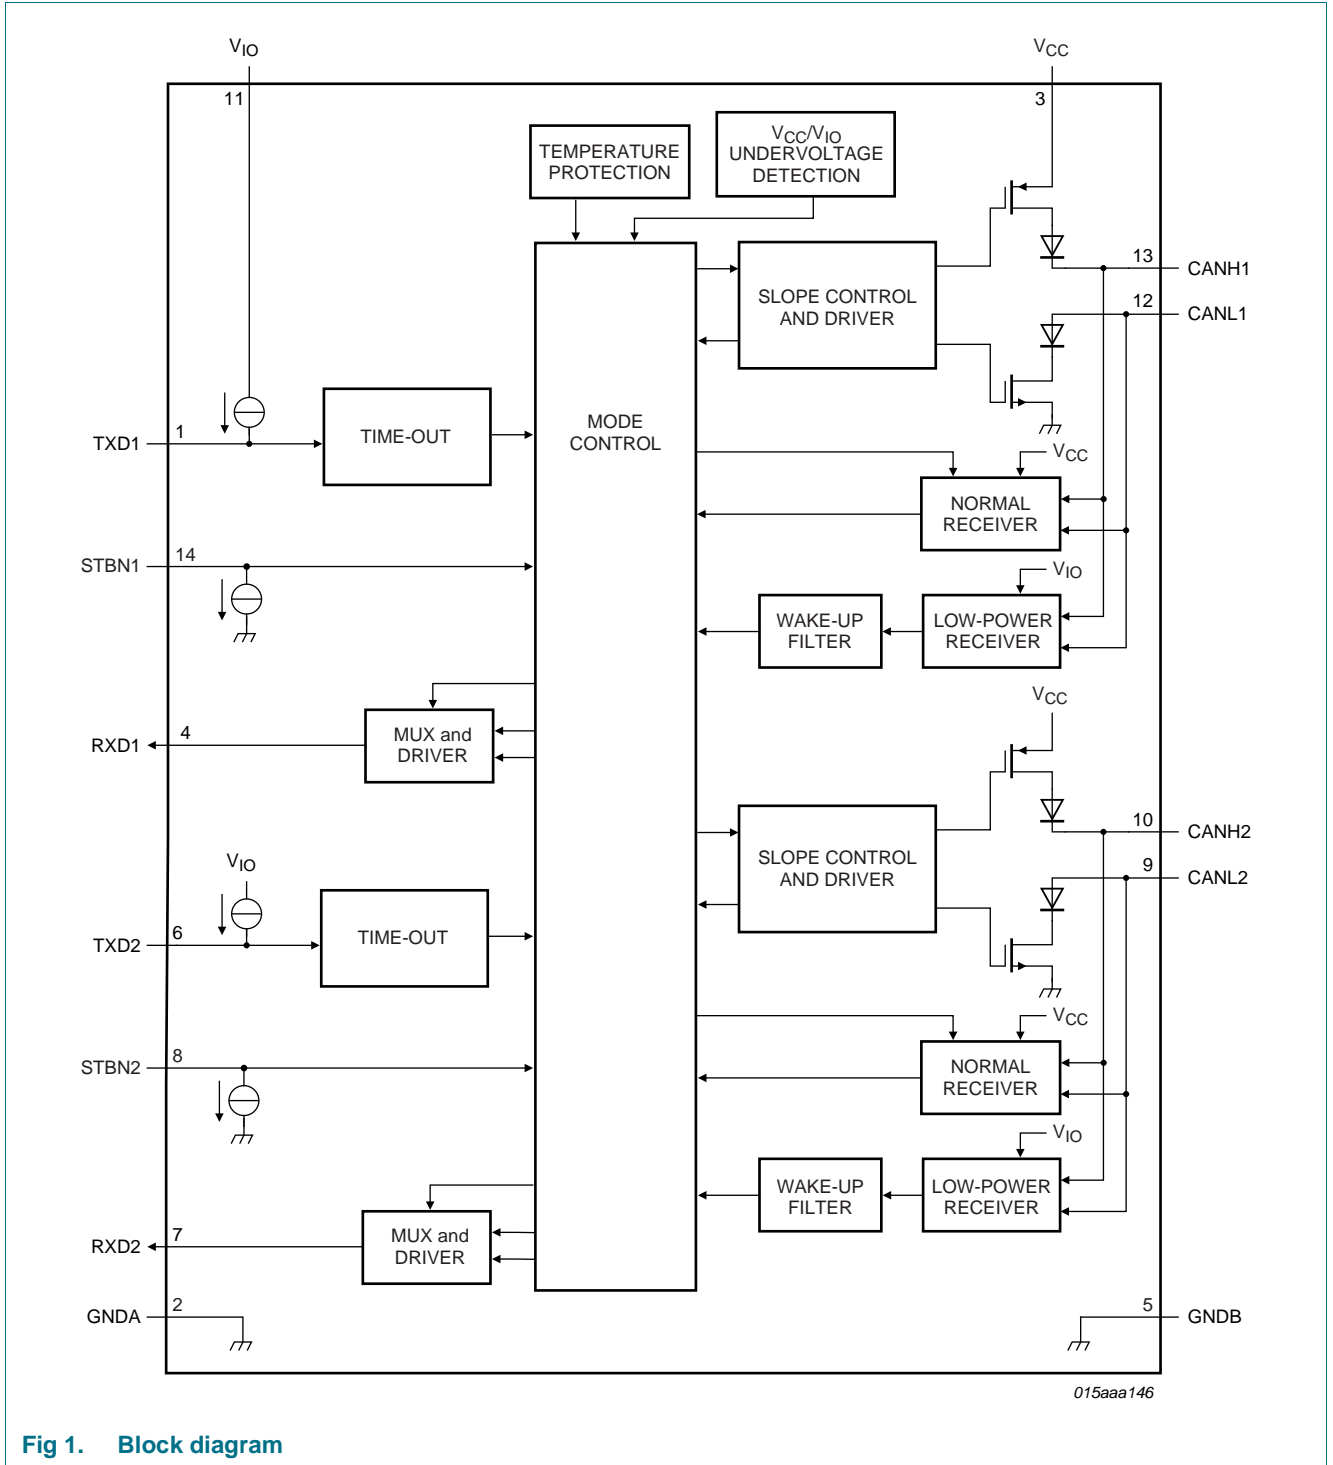 VIO
VCC
11
3
TEMPERATURE
PROTECTION
VCC/VIO
UNDERVOLTAGE
DETECTION
13
CANH1
SLOPE CONTROL
AND DRIVER
12
CANL1
MODE
CONTROL
TXD1
1
TIME-OUT
VCC
NORMAL
RECEIVER
STBN1
14
VIO
WAKE-UP
FILTER
LOW-POWER
RECEIVER
RXD1
4
MUX and
DRIVER
VCC
10
CANH2
SLOPE CONTROL
AND DRIVER
9
CANL2
VIO
TXD2
6
TIME-OUT
VCC
NORMAL
RECEIVER
STBN2
8
VIO
WAKE-UP
FILTER
LOW-POWER
RECEIVER
RXD2
7
MUX and
DRIVER
GNDA
2
5
GNDB
015aaa146
Fig 1. Block diagram